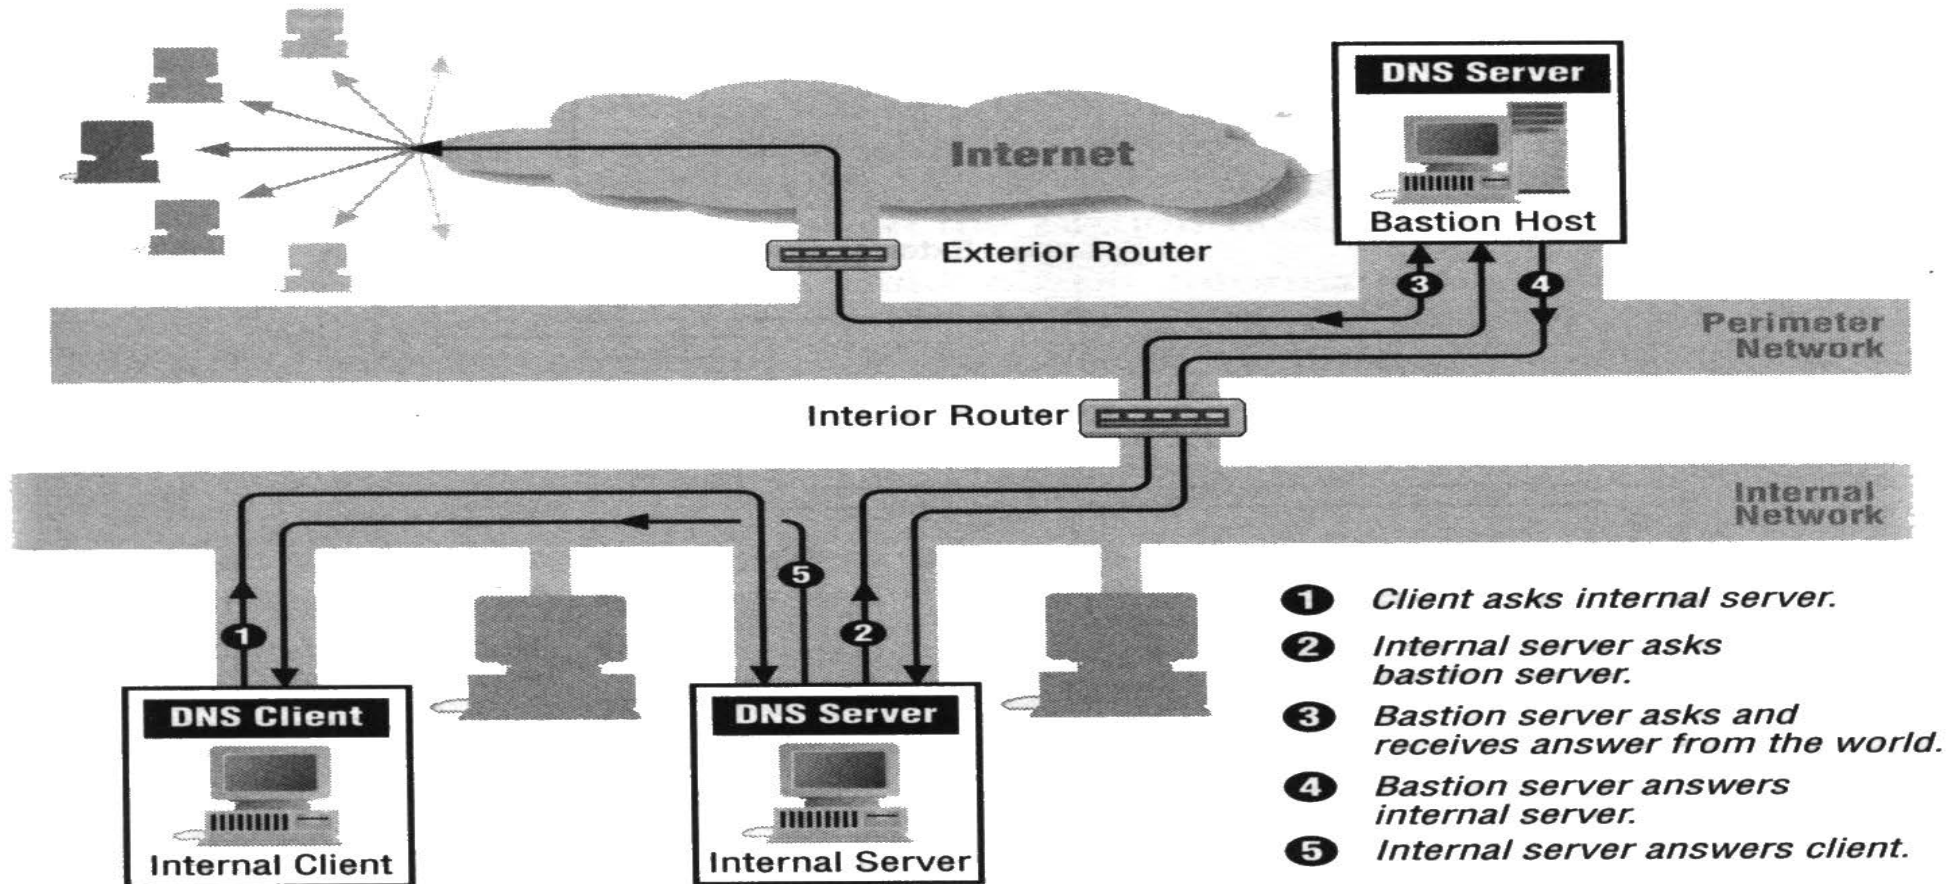 DNS Server
Bastion Host
Internet
Exterior Router
3
4
Perimeter
Network
Interior Router
Internal
Network
1
5
2
DNS Client
Internal Client
DNS Server
Internal Server
1 Client asks internal server.
2 Internal server asks
bastion server.
3 Bastion server asks and
receives answer from the world.
4 Bastion server answers
internal server.
5 Internal server answers client.